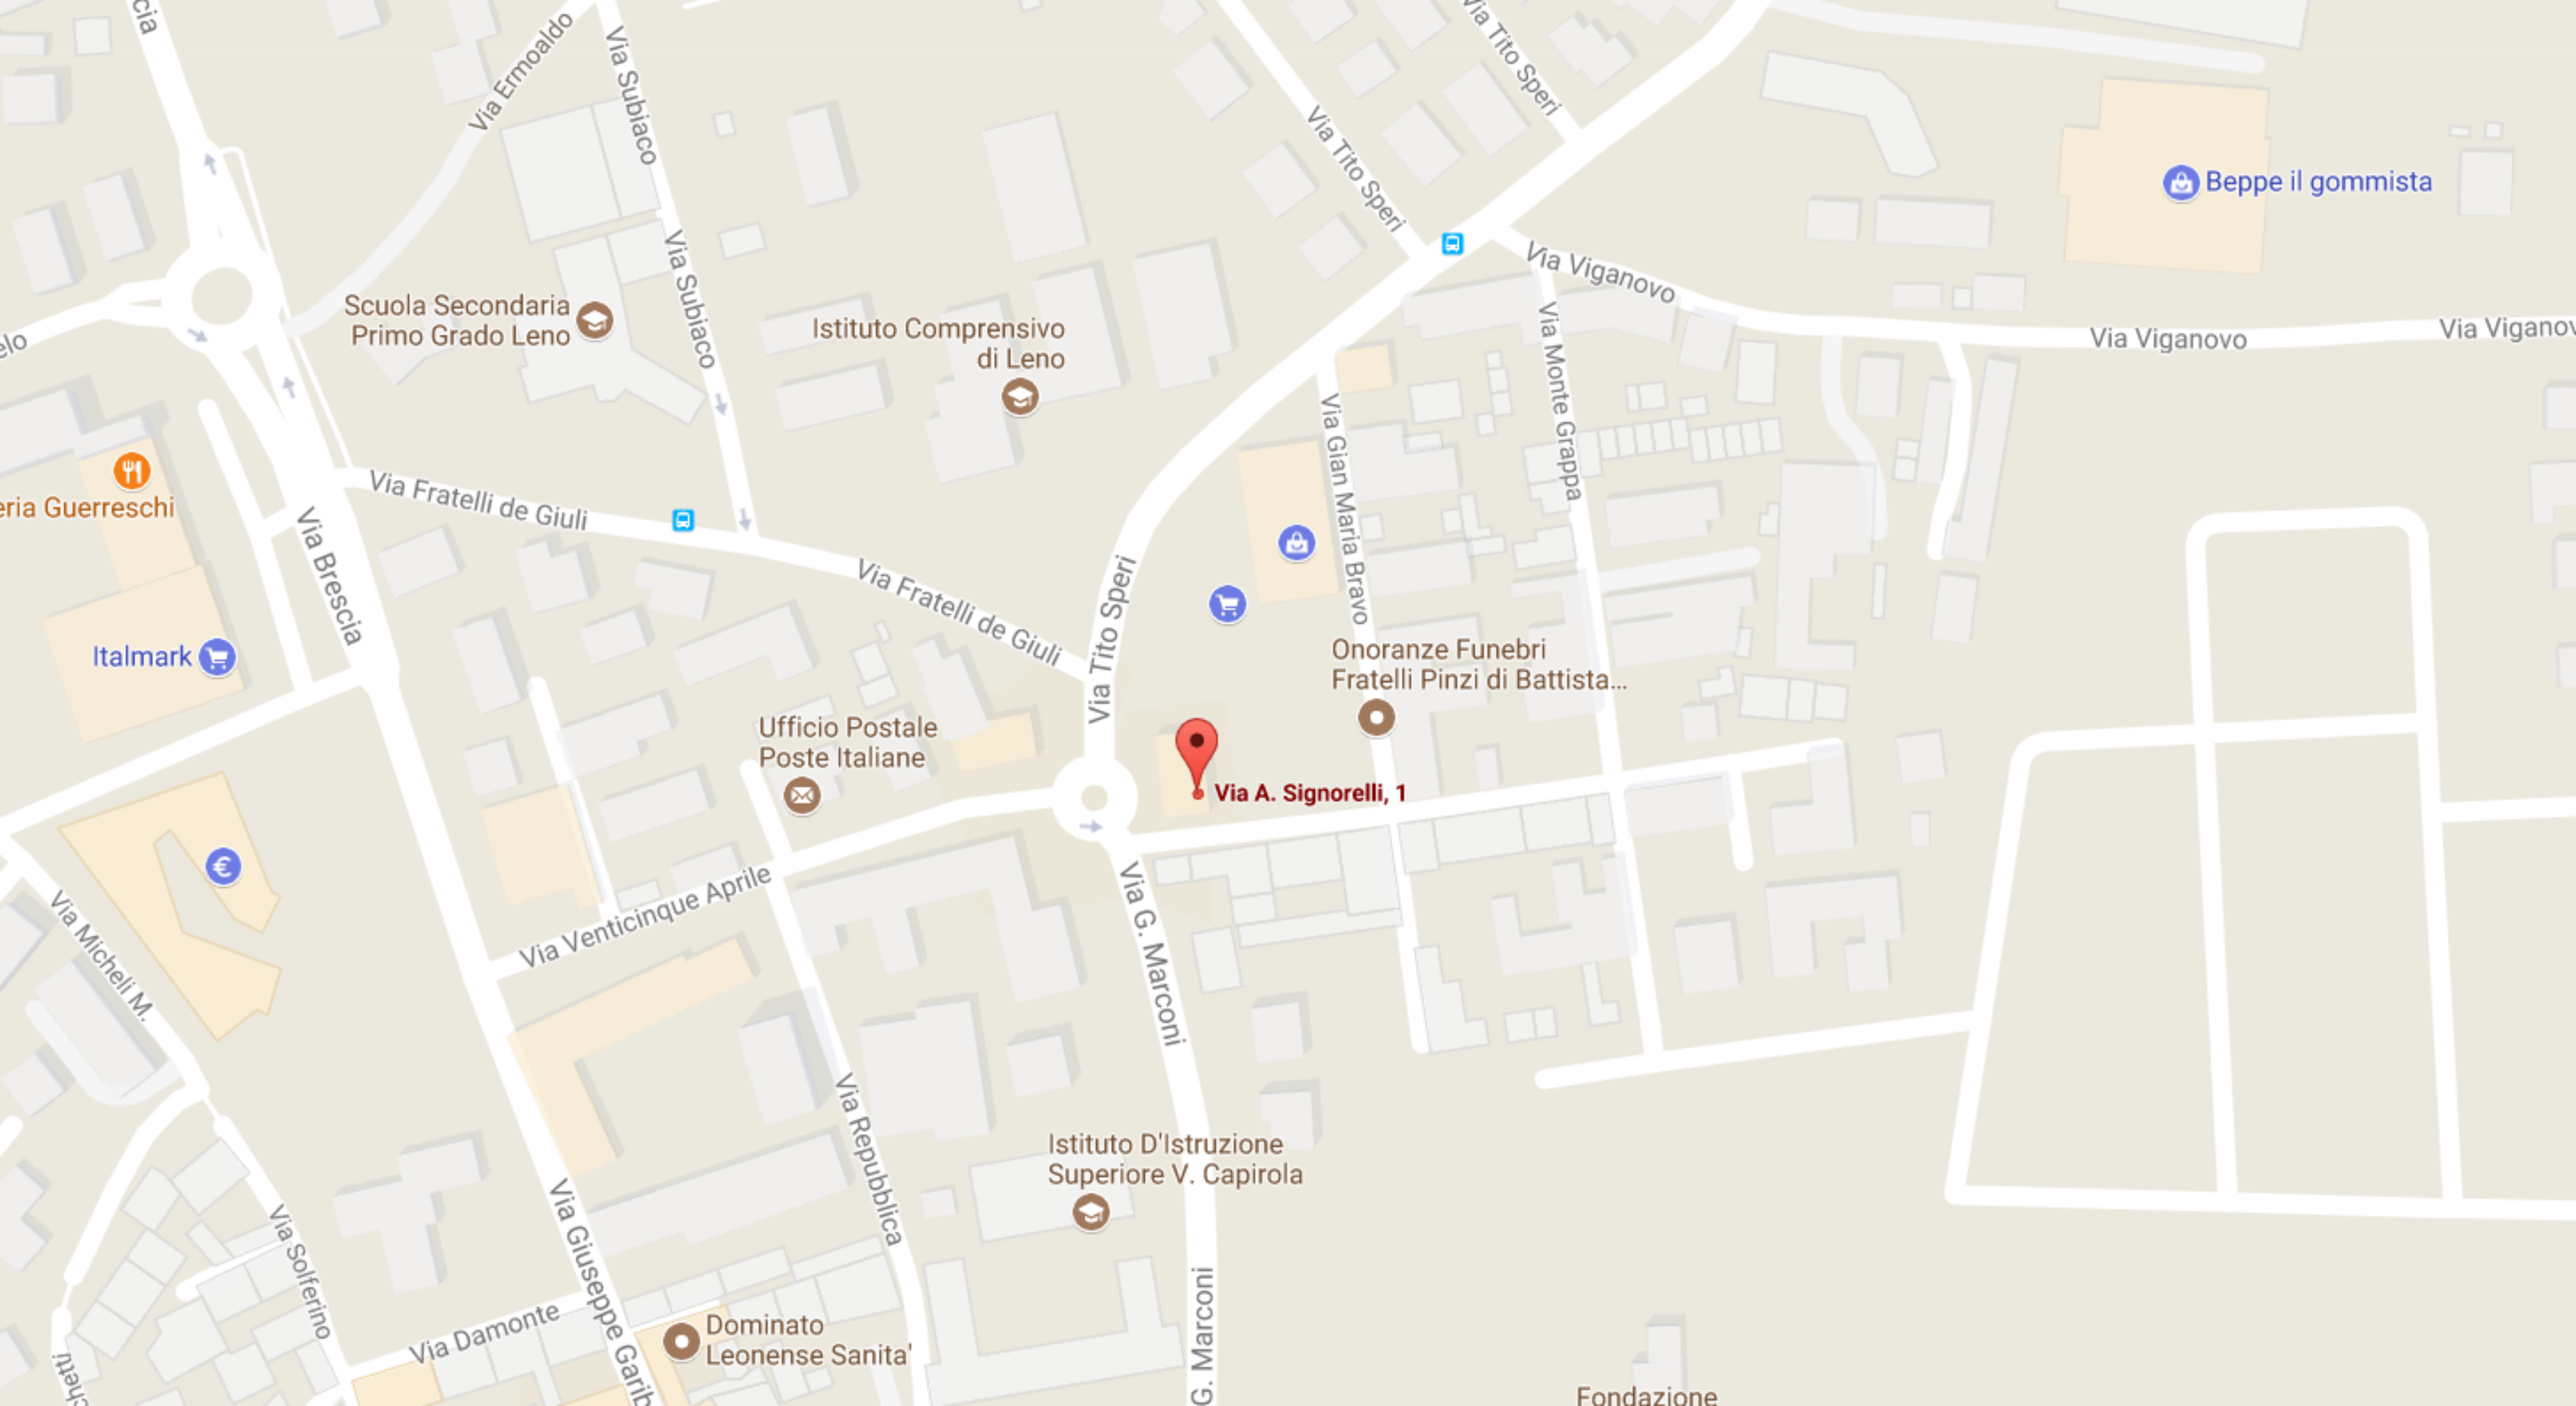 cia
Via Ermoaldo
Via Subiaco
Via Tito Speri
Via Tito Speri
Beppe il gommista
Via Subiaco
Via Viganovo
Scuola Secondaria
Primo Grado Leno
Istituto Comprensivo
di Leno
elo
Via Viganovo
Via Viganov
Via Monte Grappa
Via Gian Maria Bravo
Via Fratelli de Giuli
eria Guerreschi
Via Brescia
Via Fratelli de Giuli
Via Tito Speri
Italmark
Onoranze Funebri
Fratelli Pinzi di Battista...
Ufficio Postale
Poste Italiane
Via A. Signorelli, 1
€
Via Venticinque Aprile
Via Micheli M.
Via G. Marconi
Via Repubblica
Istituto D'Istruzione
Superiore V. Capirola
Via Giuseppe Garib
Via Solferino
G. Marconi
Via Damonte
Dominato
Leonense Sanita'
chetti
Fondazione